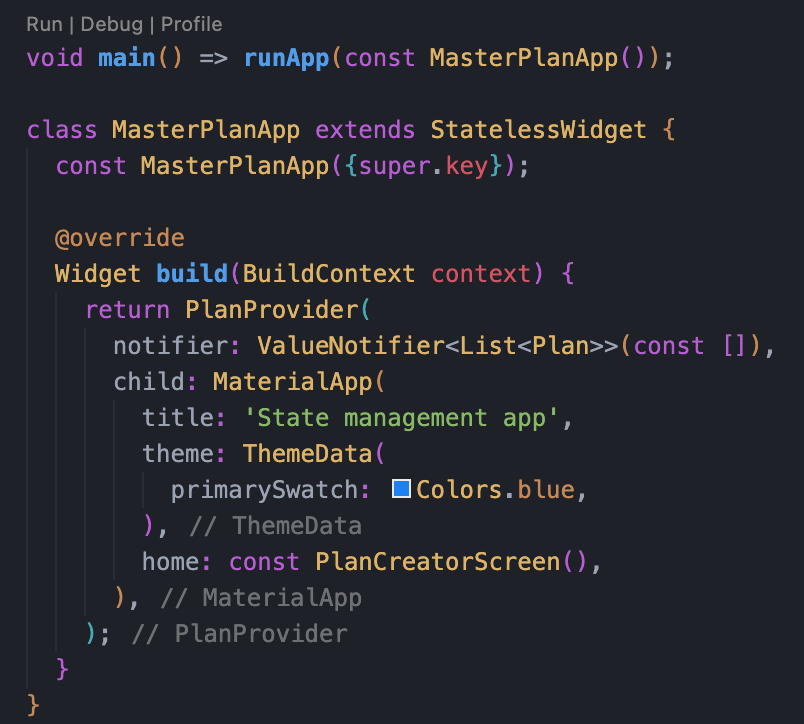 Run | Debug | Profile
void main() => runApp(const MasterPlanApp());
class MasterPlanApp extends StatelessWidget {
  const MasterPlanApp({super.key});
  @override
  Widget build(BuildContext context) {
    return PlanProvider(
      notifier: ValueNotifier<List<Plan>>(const []),
      child: MaterialApp(
        title: 'State management app',
        theme: ThemeData(
          primarySwatch: Colors.blue,
        ), // ThemeData
        home: const PlanCreatorScreen(),
      ), // MaterialApp
    ); // PlanProvider
  }
}